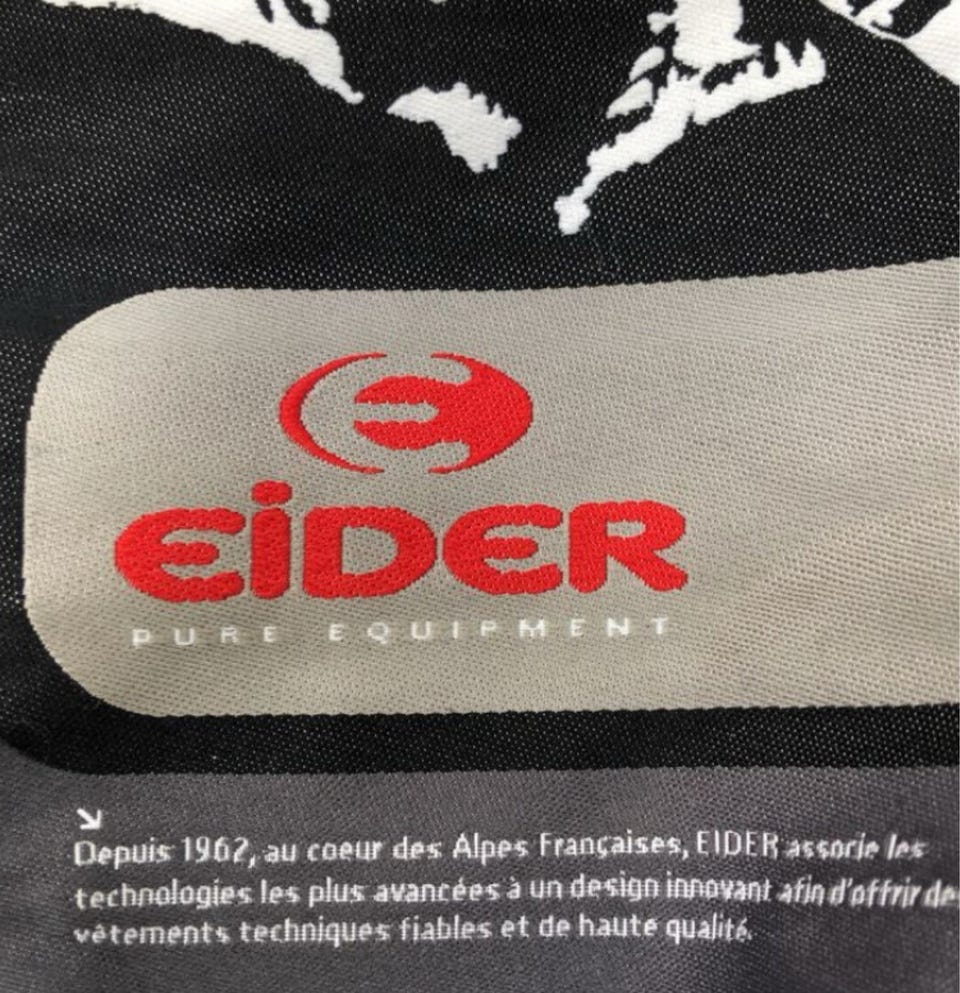 EiDER
PURE EQUIPMENT
Depuis 1962, au coeur des Alpes Françaises, EIDER associe les
technologies les plus avancées à un design innovant afin d'offrir de
vêtements techniques fiables et de haute qualité.